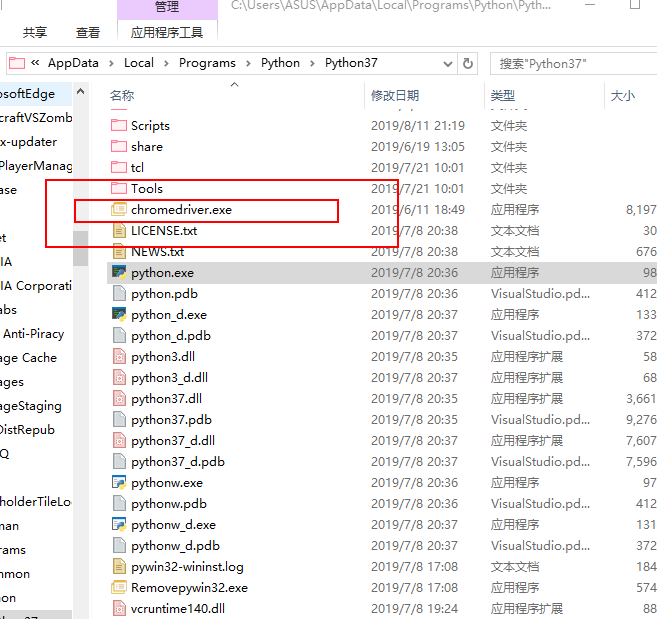 管理
C:\Users\ASUS\AppData\Local\Programs\Python\Pyth...
共享 查看 应用程序工具
« AppData › Local › Programs › Python › Python37 搜索"Python37"
名称 修改日期 类型 大小
osoftEdge
craftVSZomb
x-updater
PlayerManag
ase
et
IA
IA Corporati
abs
Anti-Piracy
age Cache
ages
ageStaging
DistRepub
Q
holderTileLo
man
rams
mmon
on
Scripts 2019/8/11 21:19 文件夹
share 2019/6/19 13:05 文件夹
tcl 2019/7/21 10:01 文件夹
Tools 2019/7/21 10:01 文件夹
chromedriver.exe 2019/6/11 18:49 应用程序 8,197
LICENSE.txt 2019/7/8 20:38 文本文档 30
NEWS.txt 2019/7/8 20:38 文本文档 676
python.exe 2019/7/8 20:36 应用程序 98
python.pdb 2019/7/8 20:36 VisualStudio.pd... 412
python_d.exe 2019/7/8 20:37 应用程序 133
python_d.pdb 2019/7/8 20:37 VisualStudio.pd... 372
python3.dll 2019/7/8 20:35 应用程序扩展 58
python3_d.dll 2019/7/8 20:36 应用程序扩展 68
python37.dll 2019/7/8 20:35 应用程序扩展 3,661
python37.pdb 2019/7/8 20:35 VisualStudio.pd... 9,276
python37_d.dll 2019/7/8 20:36 应用程序扩展 7,607
python37_d.pdb 2019/7/8 20:36 VisualStudio.pd... 7,596
pythonw.exe 2019/7/8 20:36 应用程序 97
pythonw.pdb 2019/7/8 20:36 VisualStudio.pd... 412
pythonw_d.exe 2019/7/8 20:37 应用程序 131
pythonw_d.pdb 2019/7/8 20:37 VisualStudio.pd... 372
pywin32-wininst.log 2019/7/8 17:08 文本文档 184
Removepywin32.exe 2019/7/8 17:08 应用程序 574
vcruntime140.dll 2019/7/8 19:24 应用程序扩展 88